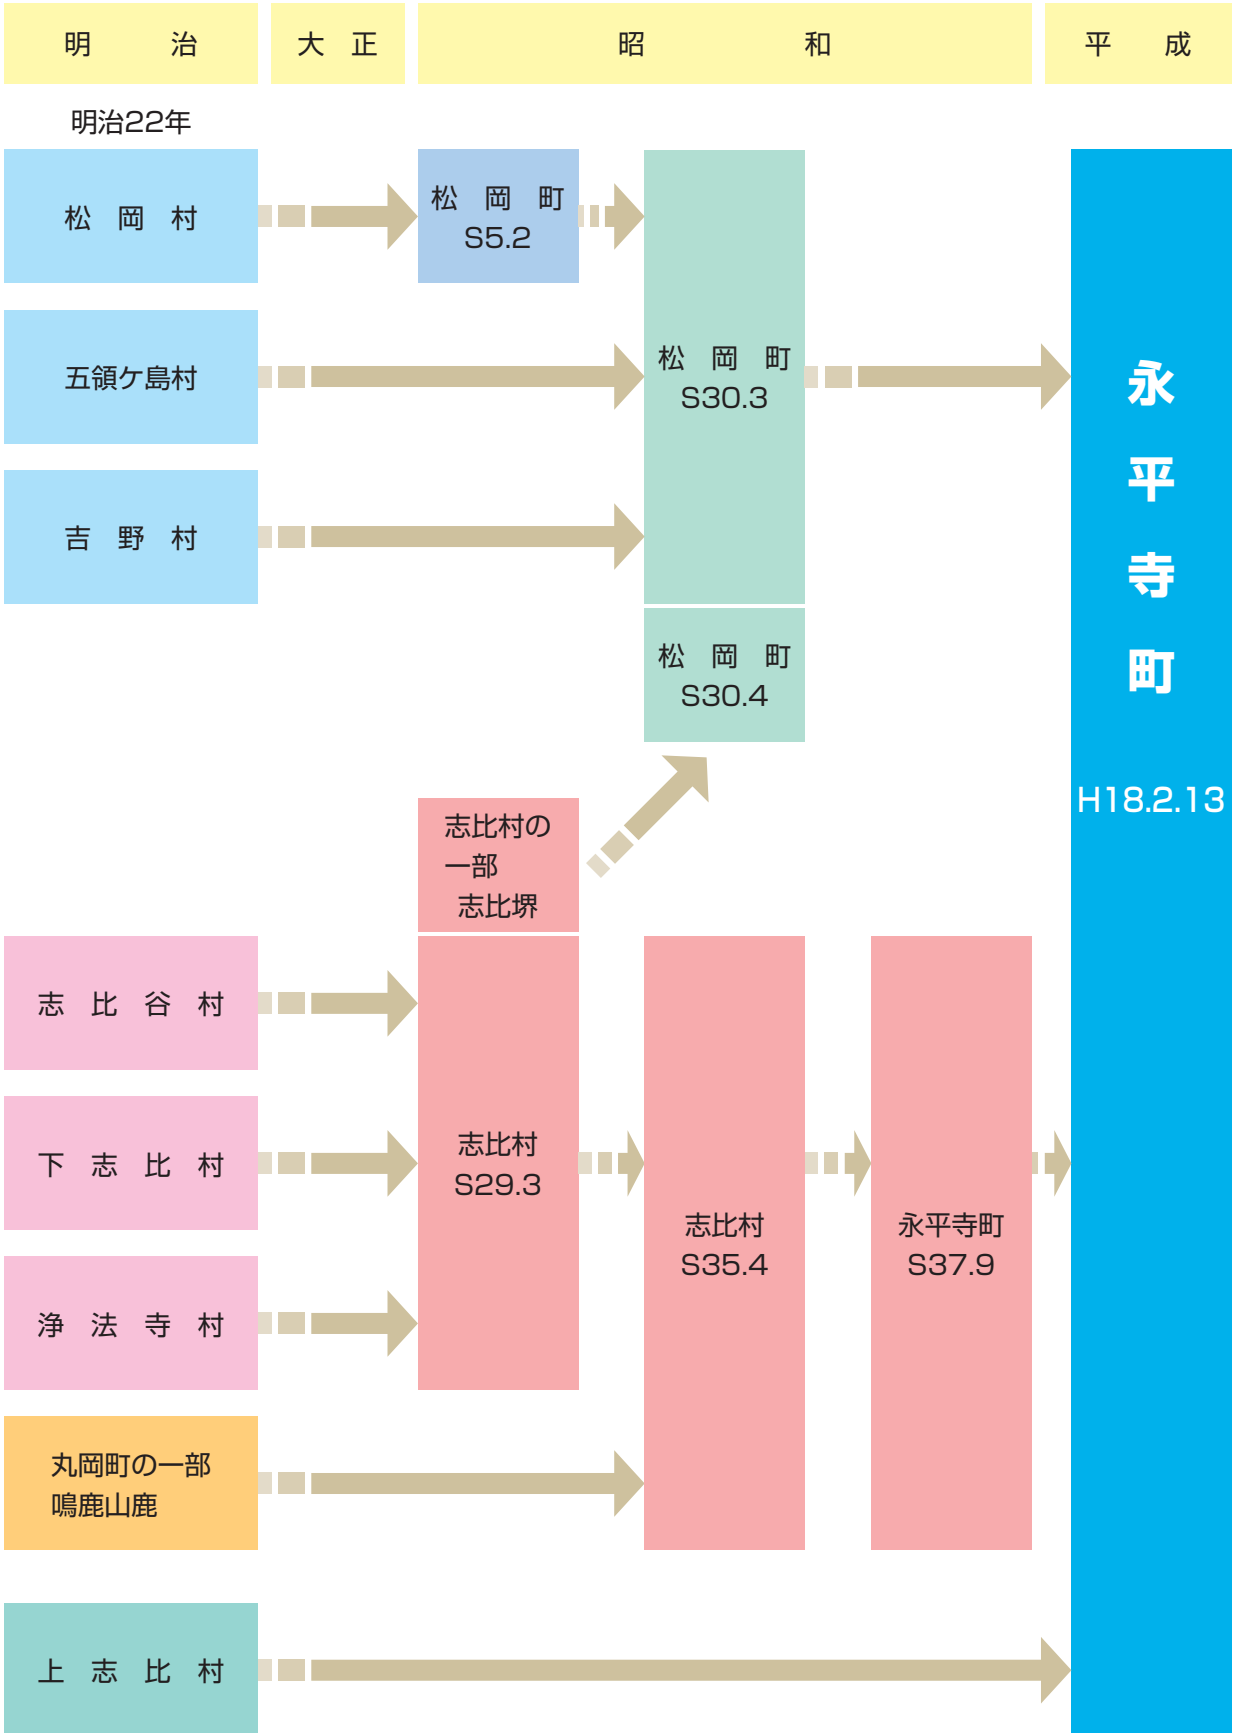 明治
大正
昭和
平成
明治22年
松岡村
松岡町
S5.2
五領ケ島村
吉野村
松岡町
S30.3
松岡町
S30.4
志比村の
一部
志比堺
志比谷村
下志比村
浄法寺村
志比村
S29.3
丸岡町の一部
鳴鹿山鹿
志比村
S35.4
永平寺町
S37.9
上志比村
永平寺町
H18.2.13